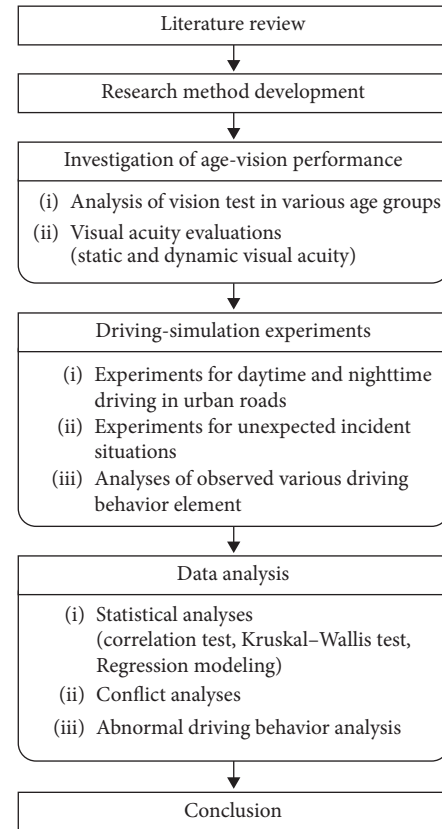 Literature review
Research method development
Investigation of age-vision performance
(i) Analysis of vision test in various age groups
(ii) Visual acuity evaluations
(static and dynamic visual acuity)
Driving-simulation experiments
(i) Experiments for daytime and nighttime
driving in urban roads
(ii) Experiments for unexpected incident
situations
(iii) Analyses of observed various driving
behavior element
Data analysis
(i) Statistical analyses
(correlation test, Kruskal–Wallis test,
Regression modeling)
(ii) Conflict analyses
(iii) Abnormal driving behavior analysis
Conclusion